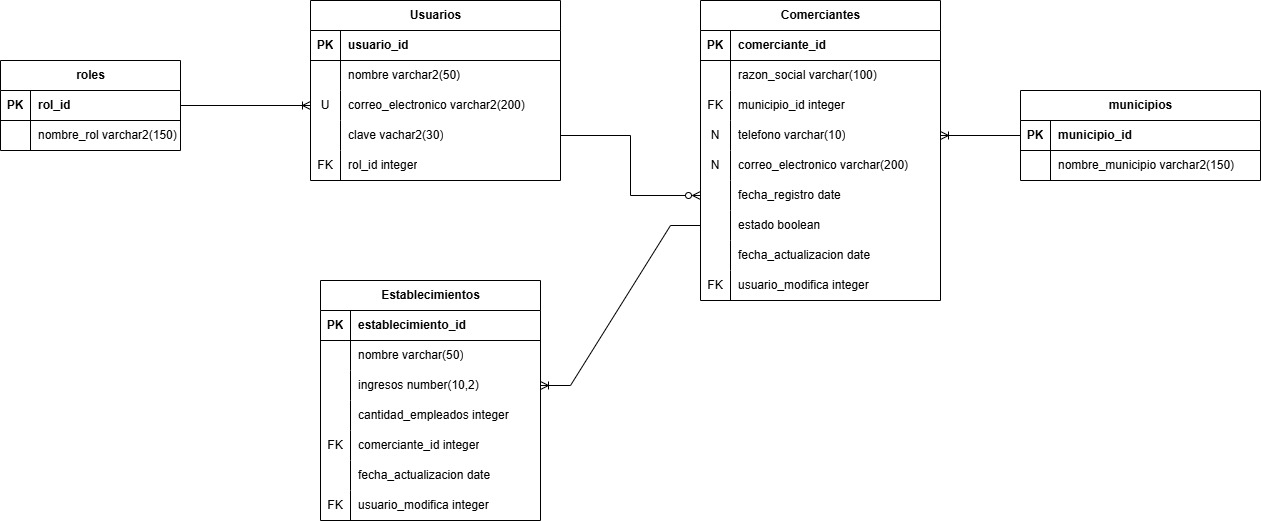 roles
PK rol_id
nombre_rol varchar2(150)
Usuarios
PK usuario_id
nombre varchar2(50)
U correo_electronico varchar2(200)
clave vachar2(30)
FK rol_id integer
Comerciantes
PK comerciante_id
razon_social varchar(100)
FK municipio_id integer
N telefono varchar(10)
N correo_electronico varchar(200)
fecha_registro date
estado boolean
fecha_actualizacion date
FK usuario_modifica integer
municipios
PK municipio_id
nombre_municipio varchar2(150)
Establecimientos
PK establecimiento_id
nombre varchar(50)
ingresos number(10,2)
cantidad_empleados integer
FK comerciante_id integer
fecha_actualizacion date
FK usuario_modifica integer